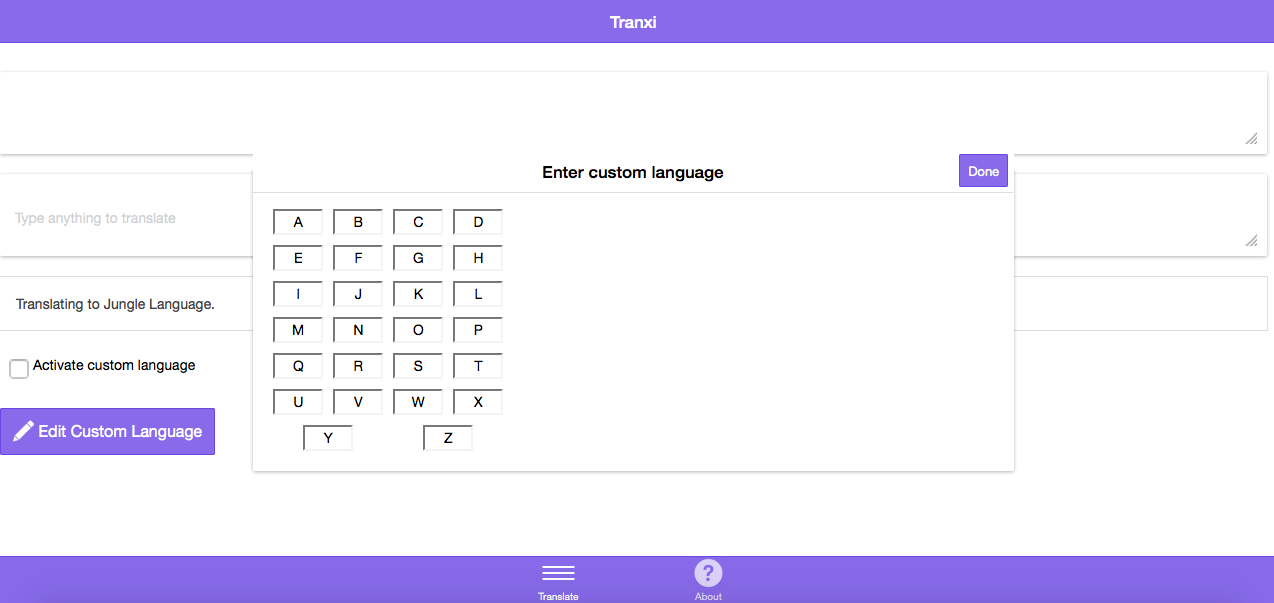 Tranxi
Enter custom language
Done
Type anything to translate
A B C D
E F G H
I J K L
M N O P
Q R S T
U V W X
Y Z
Translating to Jungle Language.
Activate custom language
Edit Custom Language
?
Translate
About